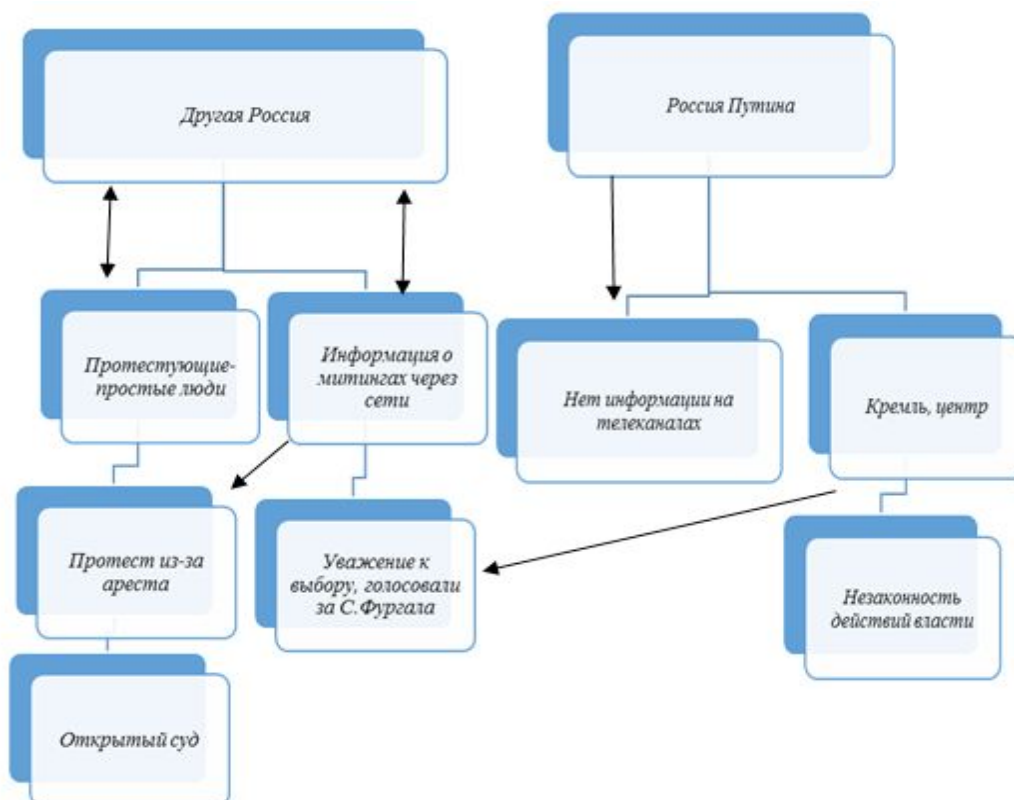 Другая Россия
Россия Путина
Протестующие-
простые люди
Информация о
митингах через
сети
Нет информации на
телеканалах
Кремль, центр
Протест из-за
ареста
Уважение к
выбору, голосовали
за С.Фургала
Незаконность
действий власти
Открытый суд